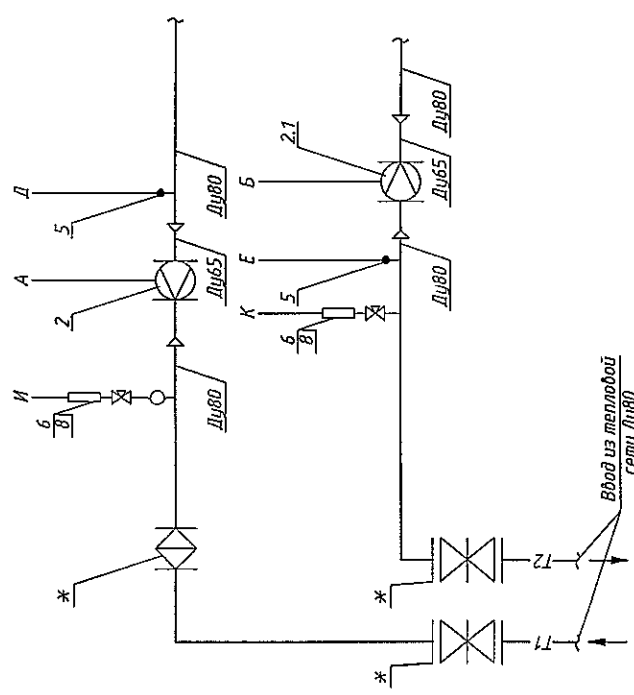 И
6
8
Ду80
*
А
2
Ду65
Д
5
Ду80
К
6
8
Е
5
Ду80
Б
2.1
Ду65
Ду80
*
Т1
*
Т2
Ввод из тепловой
сети Ду80